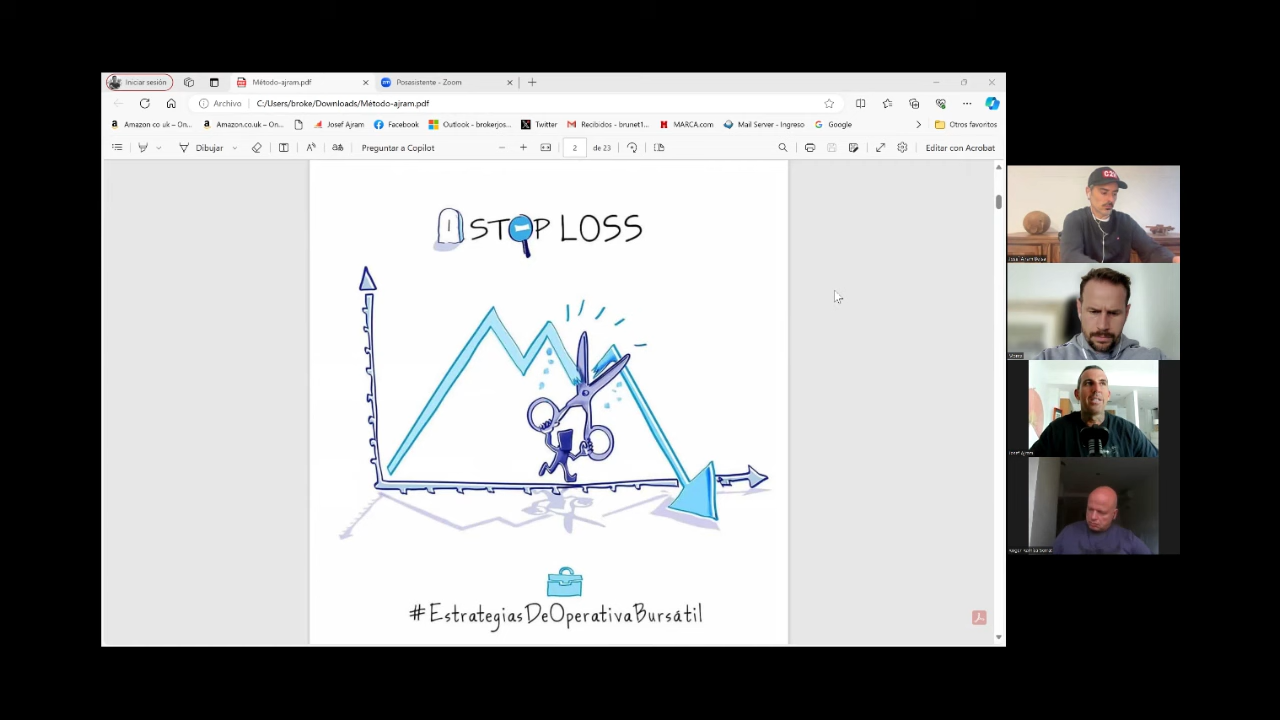 Iniciar sesión
Método-ajram.pdf
Posasistente - Zoom
Archivo
C:/Users/broke/Downloads/Método-ajram.pdf
Amazon co uk – On...
Amazon.co.uk – On...
Josef Ajram
Facebook
Outlook - brokerjos...
Twitter
Recibidos - brunet1...
MARCA.com
Mail Server - Ingreso
Google
Otros favoritos
Dibujar
Preguntar a Copilot
2
de 23
Editar con Acrobat
STOP LOSS
#EstrategiasDeOperativaBursátil
Josef Ajram